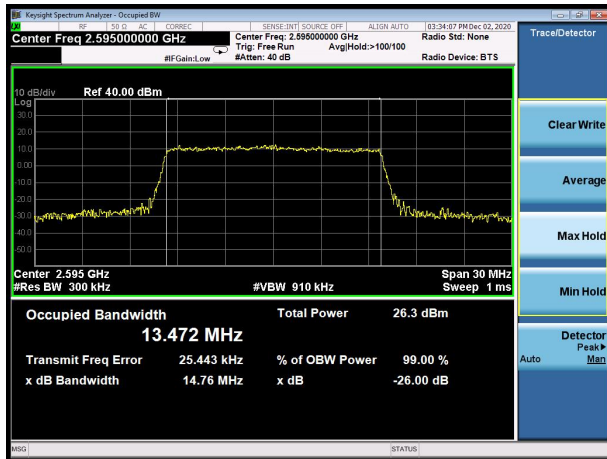 Keysight Spectrum Analyzer - Occupied BW
RF 50 Ω AC CORREC SENSE:INT SOURCE OFF ALIGN AUTO 03:34:07 PM Dec 02, 2020
Center Freq 2.595000000 GHz
Center Freq: 2.595000000 GHz
Radio Std: None
Trig: Free Run Avg|Hold:>100/100
#IFGain:Low
#Atten: 40 dB
Radio Device: BTS
10 dB/div
Ref 40.00 dBm
Log
30.0
20.0
10.0
0.00
-10.0
-20.0
-30.0
-40.0
-50.0
Center 2.595 GHz
Span 30 MHz
#Res BW 300 kHz
#VBW 910 kHz
Sweep 1 ms
Occupied Bandwidth
Total Power 26.3 dBm
13.472 MHz
Transmit Freq Error 25.443 kHz
% of OBW Power 99.00 %
x dB Bandwidth 14.76 MHz
x dB -26.00 dB
MSG
STATUS
Trace/Detector
Clear Write
Average
Max Hold
Min Hold
Detector
Peak▶
Auto Man